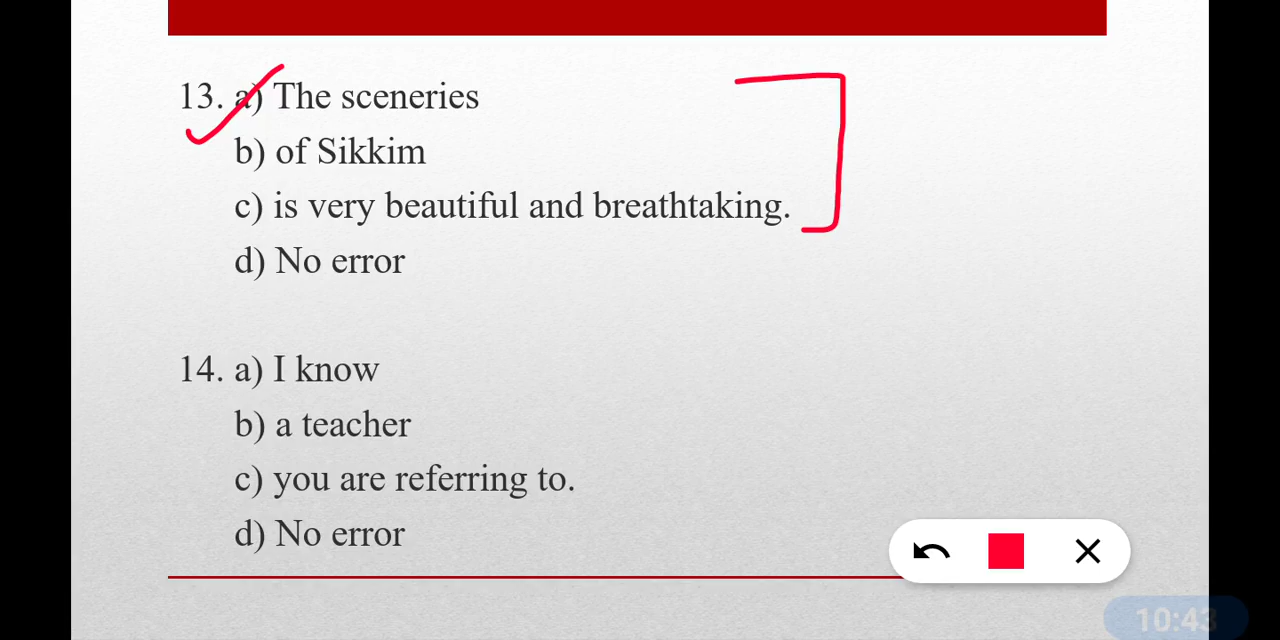 13. a) The sceneries
b) of Sikkim
c) is very beautiful and breathtaking.
d) No error
14. a) I know
b) a teacher
c) you are referring to.
d) No error
10:43